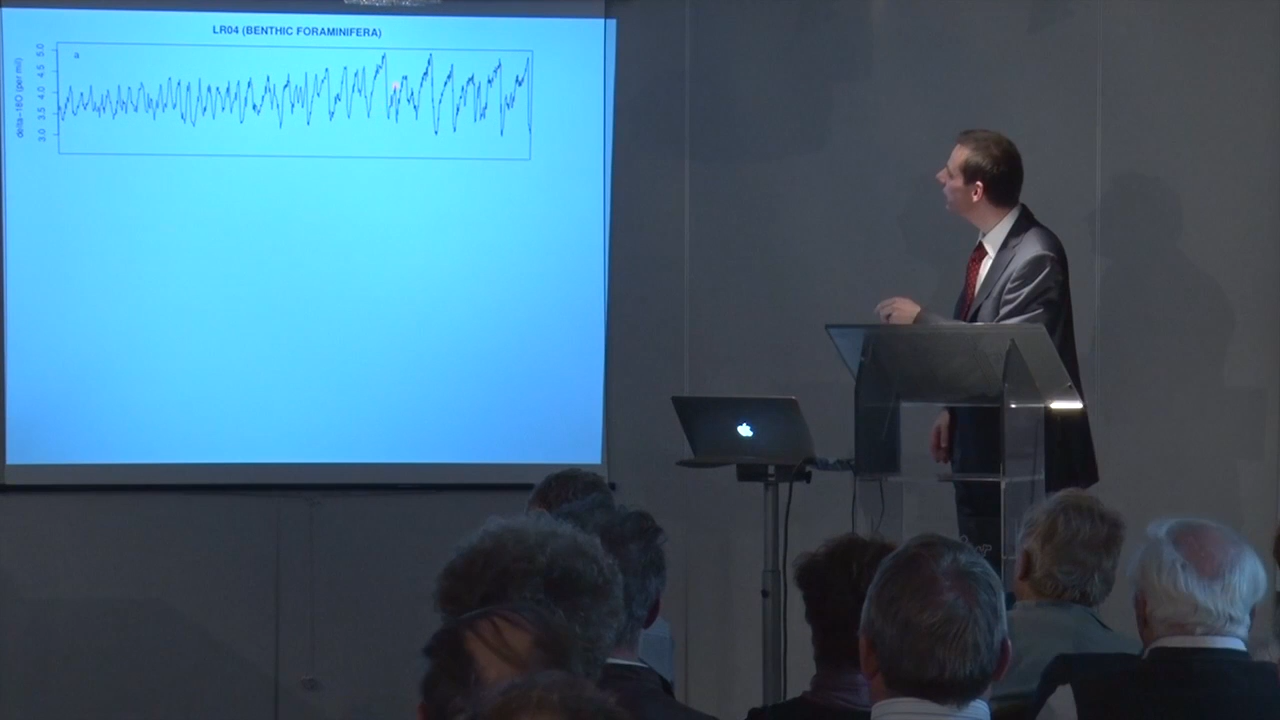 LR04 (BENTHIC FORAMINIFERA)
a
delta-18O (per mil)
3.0 3.5 4.0 4.5 5.0